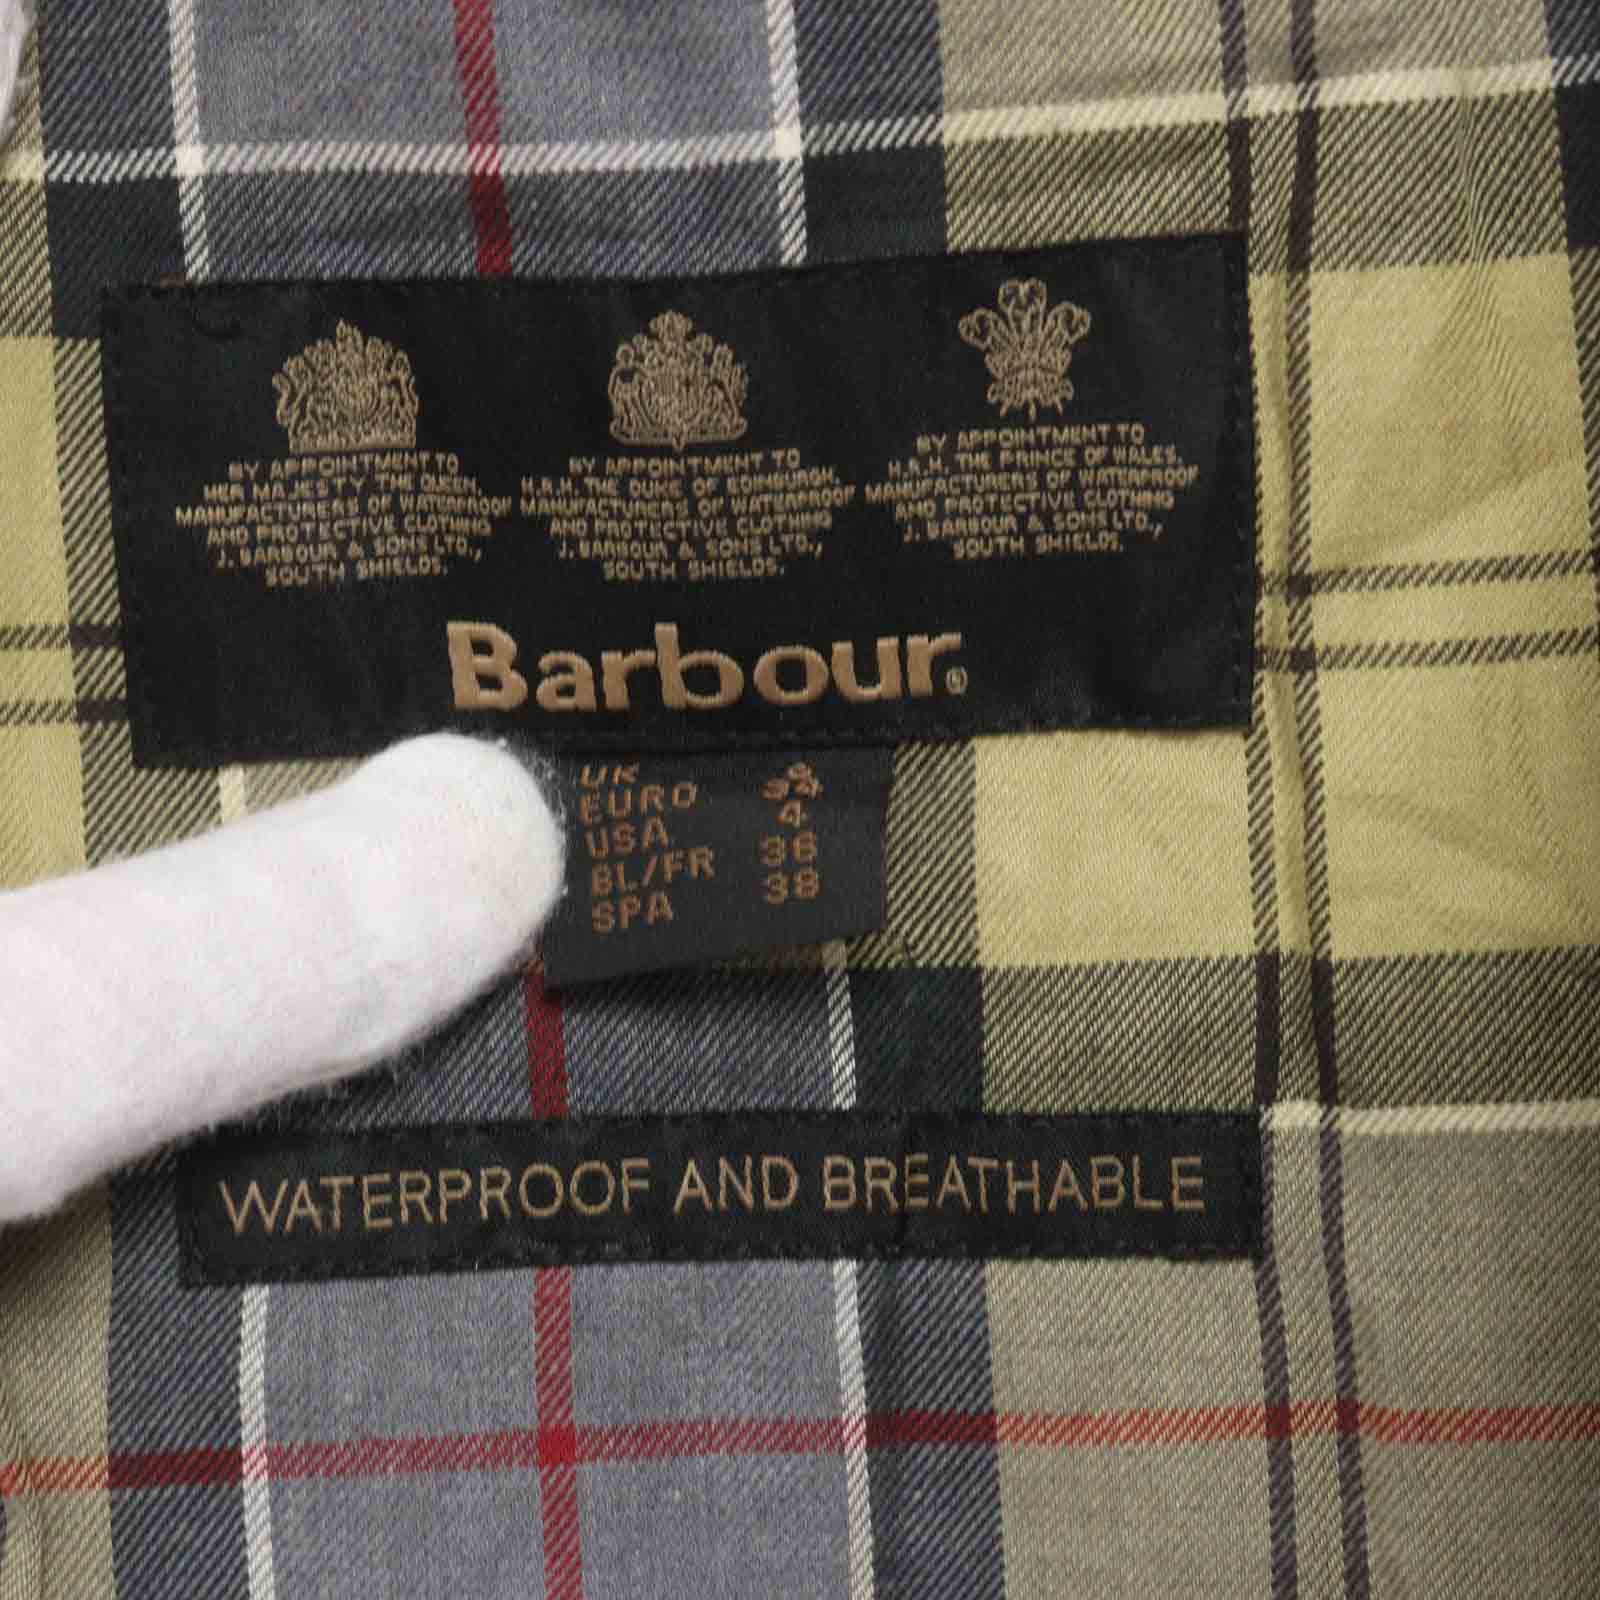 BY APPOINTMENT TO
HER MAJESTY THE QUEEN,
MANUFACTURERS OF WATERPROOF
AND PROTECTIVE CLOTHING
J. BARBOUR & SONS LTD.,
SOUTH SHIELDS.
BY APPOINTMENT TO
H.R.H. THE DUKE OF EDINBURGH,
MANUFACTURERS OF WATERPROOF
AND PROTECTIVE CLOTHING
J. BARBOUR & SONS LTD.,
SOUTH SHIELDS.
BY APPOINTMENT TO
H.R.H. THE PRINCE OF WALES,
MANUFACTURERS OF WATERPROOF
AND PROTECTIVE CLOTHING
J. BARBOUR & SONS LTD.,
SOUTH SHIELDS.
Barbour®
UK
EURO 34
USA 4
BL/FR 36
SPA 38
WATERPROOF AND BREATHABLE